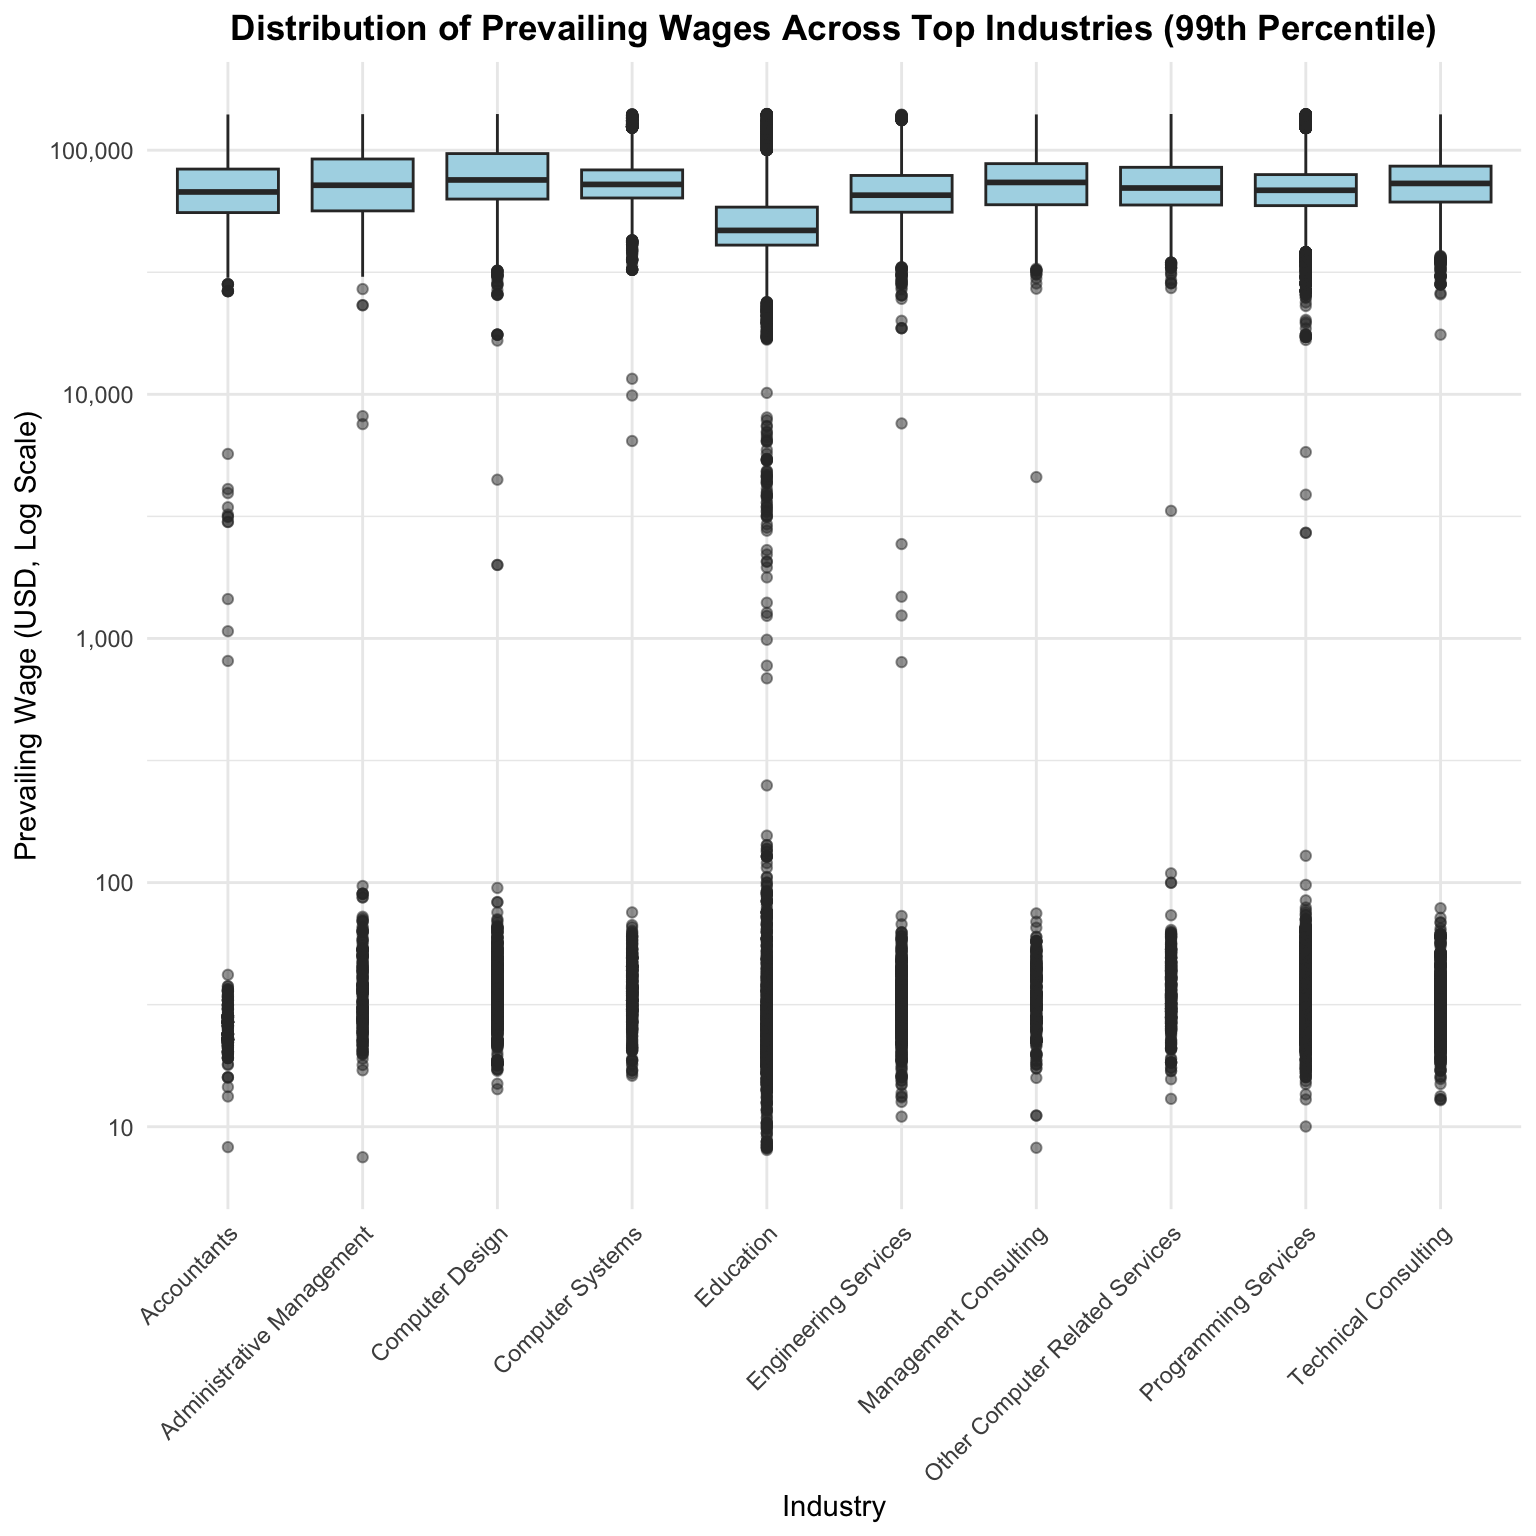 Distribution of Prevailing Wages Across Top Industries (99th Percentile)
Prevailing Wage (USD, Log Scale)
100,000
10,000
1,000
100
10
Accountants
Administrative Management
Computer Design
Computer Systems
Education
Engineering Services
Management Consulting
Other Computer Related Services
Programming Services
Technical Consulting
Industry